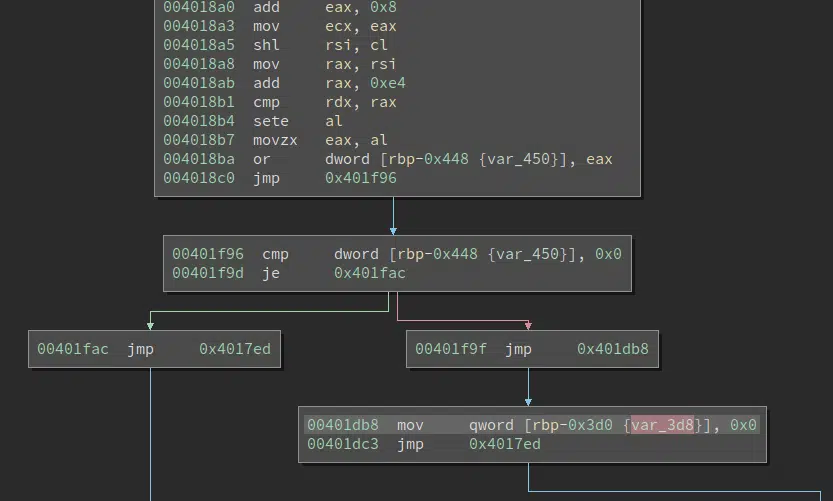 004018a0 add eax, 0x8
004018a3 mov ecx, eax
004018a5 shl rsi, cl
004018a8 mov rax, rsi
004018ab add rax, 0xe4
004018b1 cmp rdx, rax
004018b4 sete al
004018b7 movzx eax, al
004018ba or dword [rbp-0x448 {var_450}], eax
004018c0 jmp 0x401f96
00401f96 cmp dword [rbp-0x448 {var_450}], 0x0
00401f9d je 0x401fac
00401fac jmp 0x4017ed
00401f9f jmp 0x401db8
00401db8 mov qword [rbp-0x3d0 {var_3d8}], 0x0
00401dc3 jmp 0x4017ed